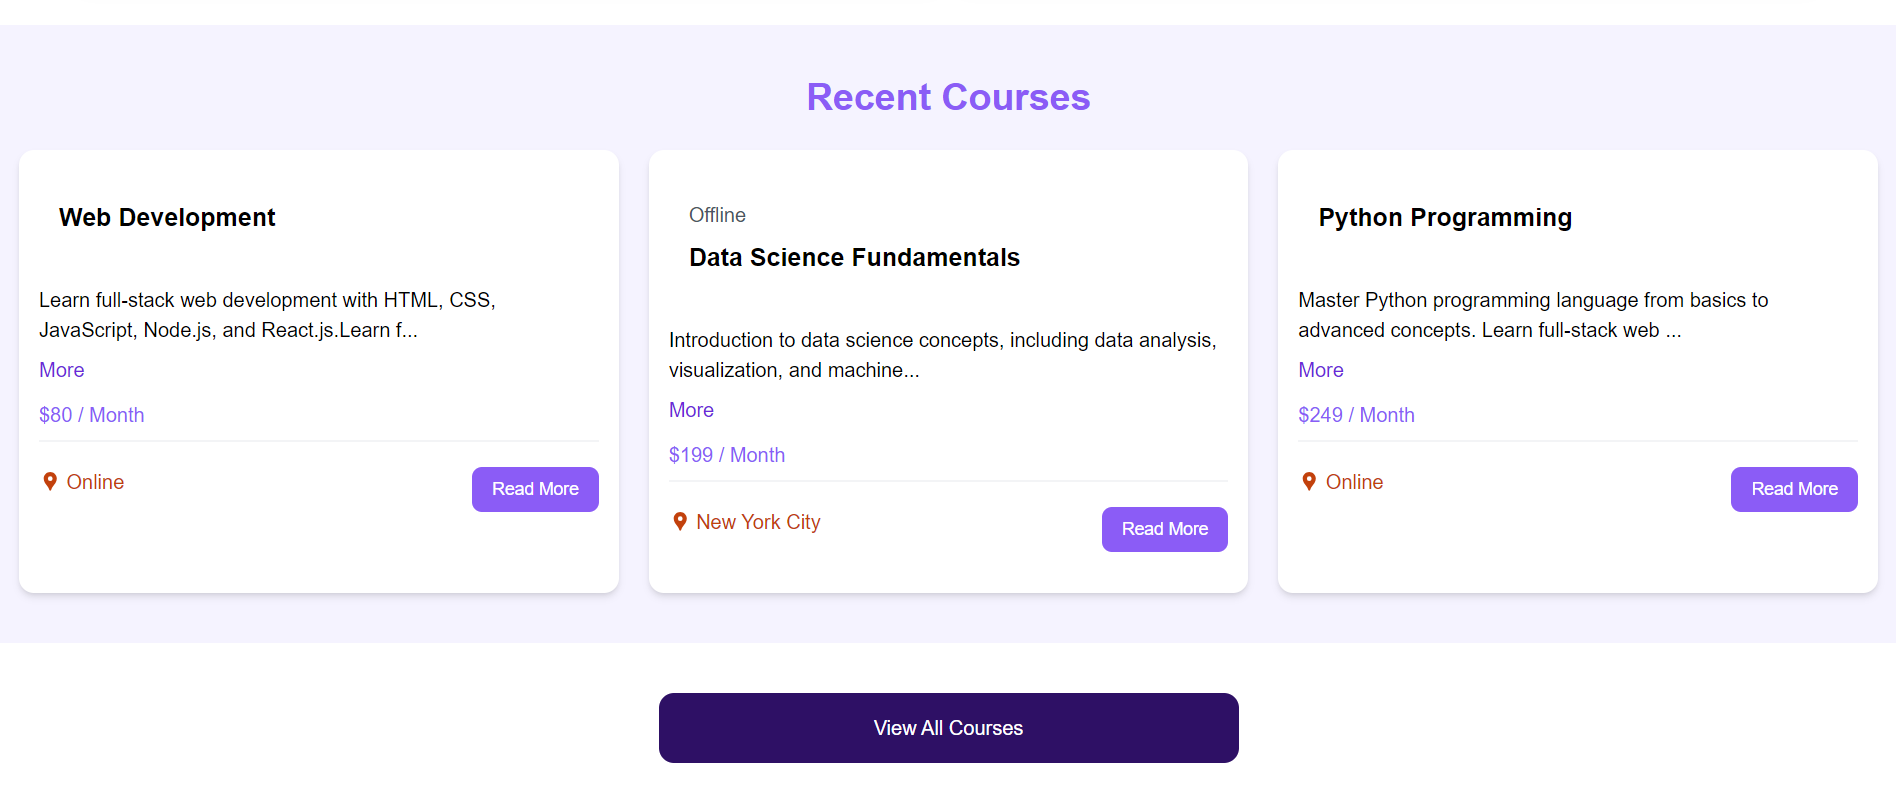 Recent Courses
Web Development
Learn full-stack web development with HTML, CSS,
JavaScript, Node.js, and React.js.Learn f...
More
$80 / Month
Online
Read More
Offline
Data Science Fundamentals
Introduction to data science concepts, including data analysis,
visualization, and machine...
More
$199 / Month
New York City
Read More
Python Programming
Master Python programming language from basics to
advanced concepts. Learn full-stack web ...
More
$249 / Month
Online
Read More
View All Courses